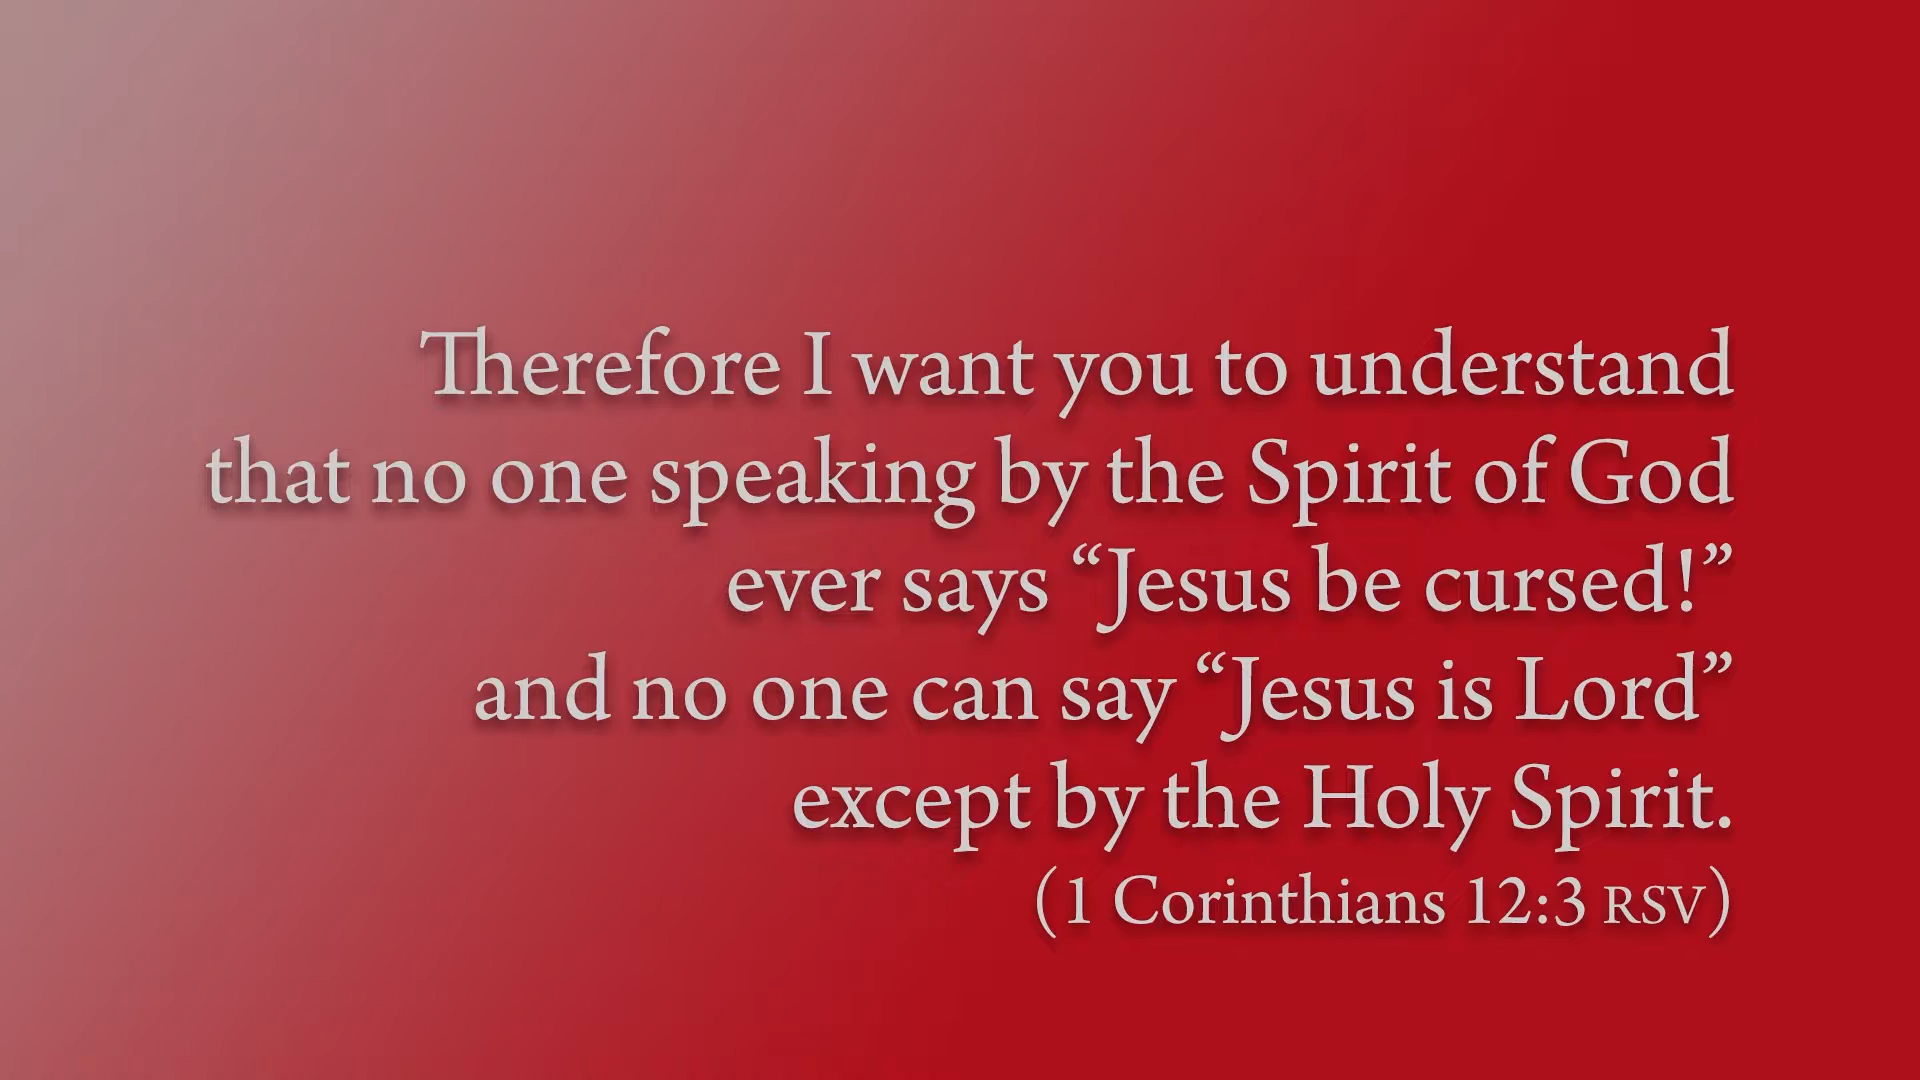 Therefore I want you to understand
that no one speaking by the Spirit of God
ever says “Jesus be cursed!”
and no one can say “Jesus is Lord”
except by the Holy Spirit.
(1 Corinthians 12:3 RSV)